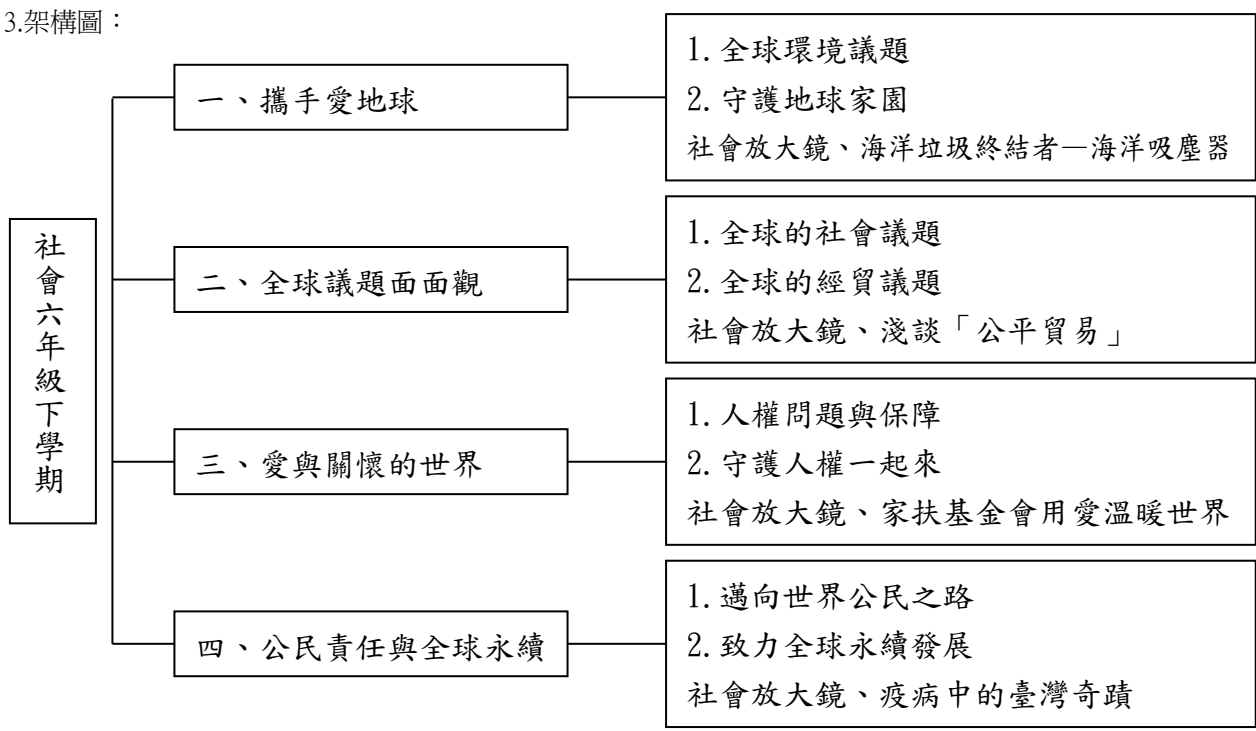 3.架構圖：
社會六年級下學期
一、攜手愛地球
1.全球環境議題
2.守護地球家園
社會放大鏡、海洋垃圾終結者—海洋吸塵器
二、全球議題面面觀
1.全球的社會議題
2.全球的經貿議題
社會放大鏡、淺談「公平貿易」
三、愛與關懷的世界
1.人權問題與保障
2.守護人權一起來
社會放大鏡、家扶基金會用愛溫暖世界
四、公民責任與全球永續
1.邁向世界公民之路
2.致力全球永續發展
社會放大鏡、疫病中的臺灣奇蹟